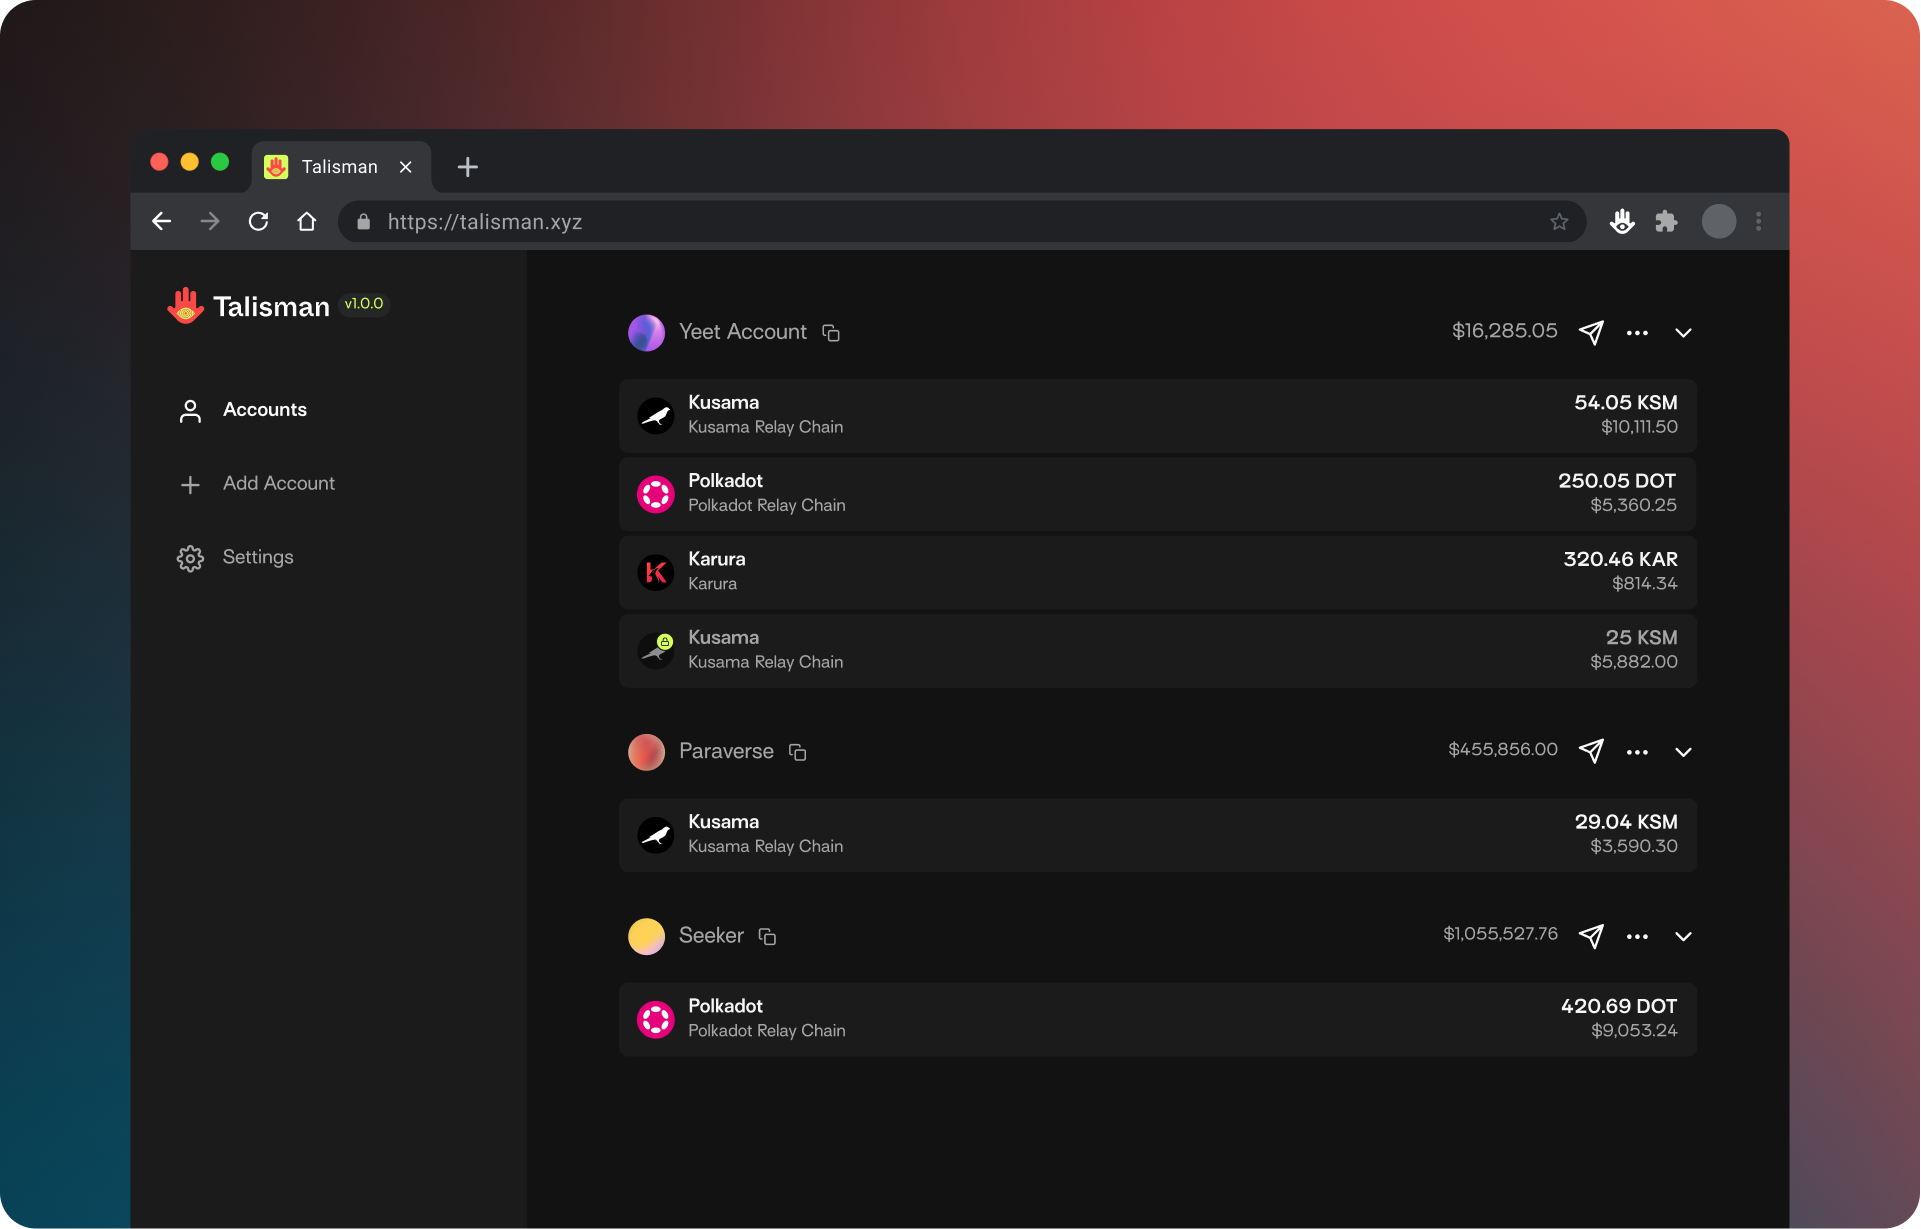 Talisman
https://talisman.xyz
Talisman v1.0.0
Accounts
Add Account
Settings
Yeet Account
$16,285.05
Kusama
54.05 KSM
Kusama Relay Chain
$10,111.50
Polkadot
250.05 DOT
Polkadot Relay Chain
$5,360.25
Karura
320.46 KAR
Karura
$814.34
Kusama
25 KSM
Kusama Relay Chain
$5,882.00
Paraverse
$455,856.00
Kusama
29.04 KSM
Kusama Relay Chain
$3,590.30
Seeker
$1,055,527.76
Polkadot
420.69 DOT
Polkadot Relay Chain
$9,053.24